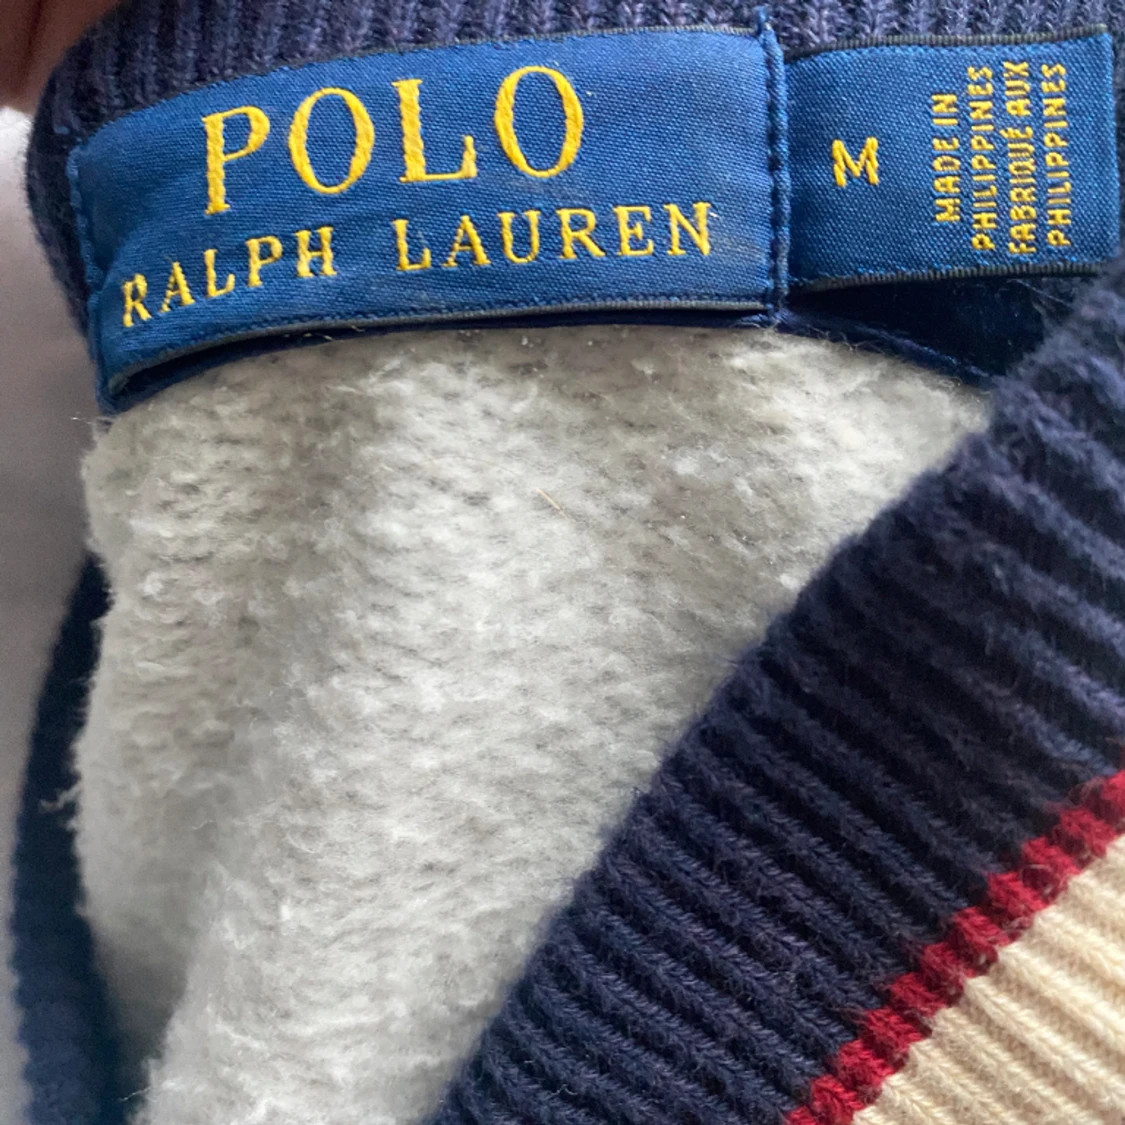 POLO
RALPH LAUREN
M
MADE IN
PHILIPPINES
FABRIQUÉ AUX
PHILIPPINES